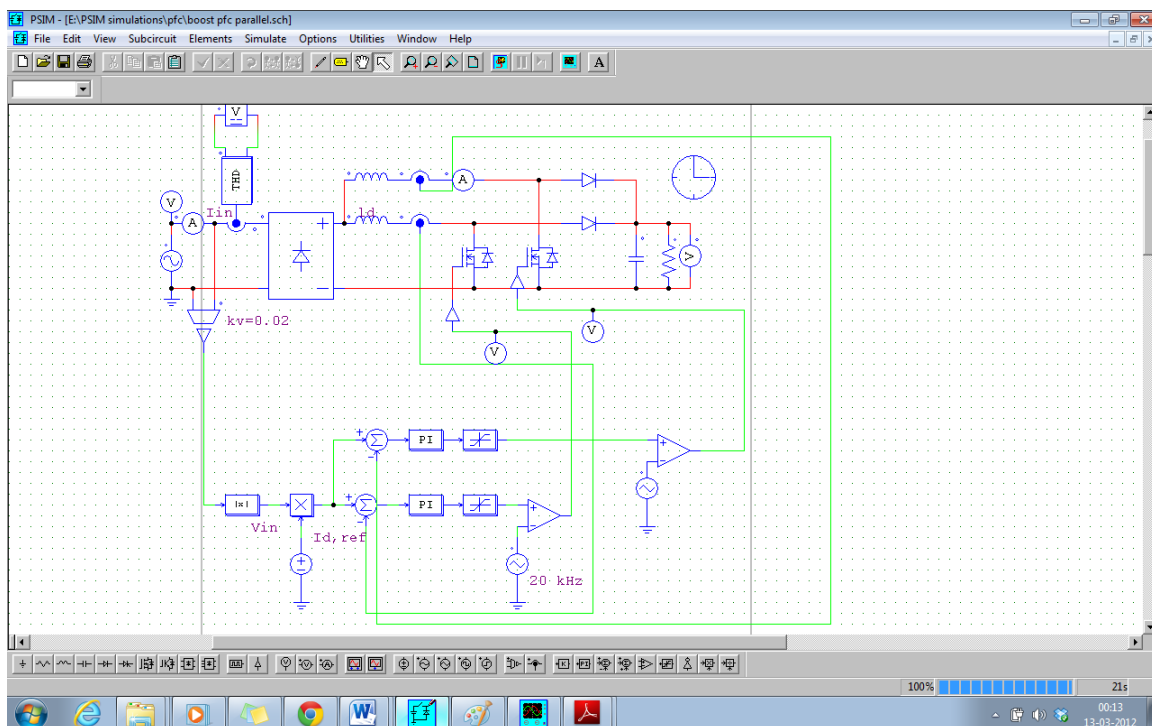 PSIM - [E:\PSIM simulations\pfc\boost pfc parallel.sch]
File Edit View Subcircuit Elements Simulate Options Utilities Window Help
A
V
THD
V
A
Iin
A
ld
V
kv=0.02
V
V
PI
|x|
PI
Vin
Id,ref
20 kHz
100%
21s
00:13
13-03-2012